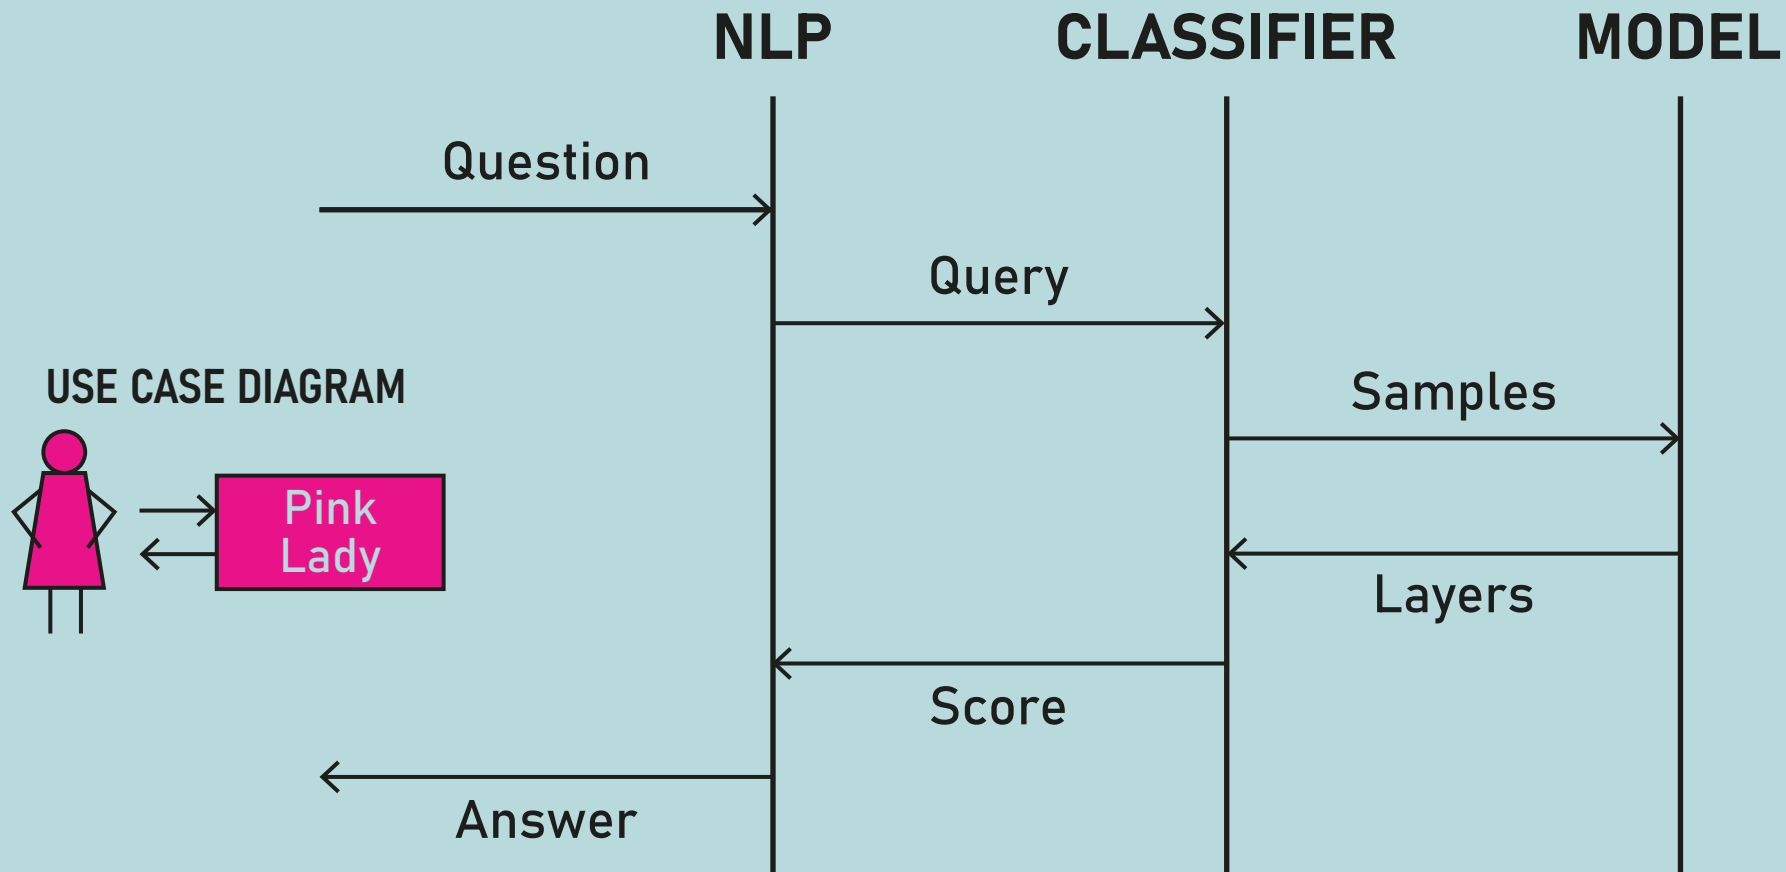 NLP
CLASSIFIER
MODEL
Question
Query
USE CASE DIAGRAM
Samples
Pink
Lady
Layers
Score
Answer